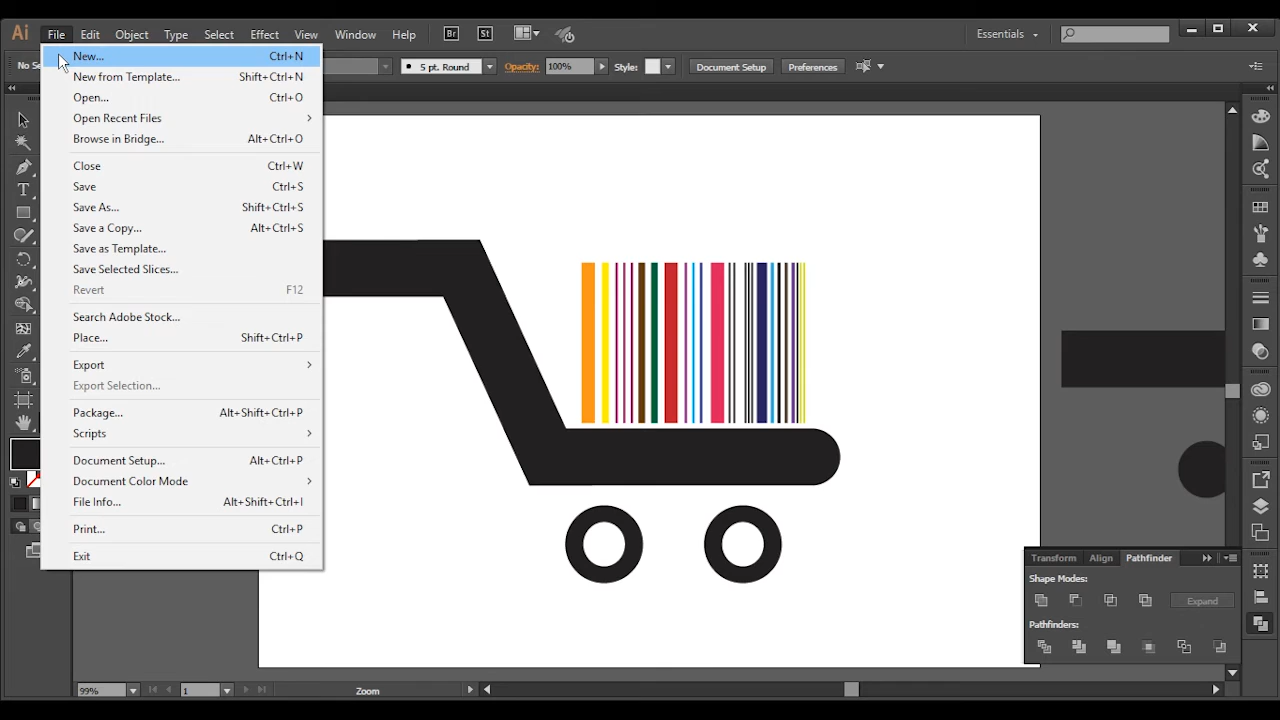 Ai File Edit Object Type Select Effect View Window Help Br St Essentials
No Se 5 pt. Round Opacity: 100% Style: Document Setup Preferences
New... Ctrl+N
New from Template... Shift+Ctrl+N
Open... Ctrl+O
Open Recent Files
Browse in Bridge... Alt+Ctrl+O
Close Ctrl+W
Save Ctrl+S
Save As... Shift+Ctrl+S
Save a Copy... Alt+Ctrl+S
Save as Template...
Save Selected Slices...
Revert F12
Search Adobe Stock...
Place... Shift+Ctrl+P
Export
Export Selection...
Package... Alt+Shift+Ctrl+P
Scripts
Document Setup... Alt+Ctrl+P
Document Color Mode
File Info... Alt+Shift+Ctrl+I
Print... Ctrl+P
Exit Ctrl+Q
Transform Align Pathfinder
Shape Modes:
Expand
Pathfinders:
99% 1 Zoom